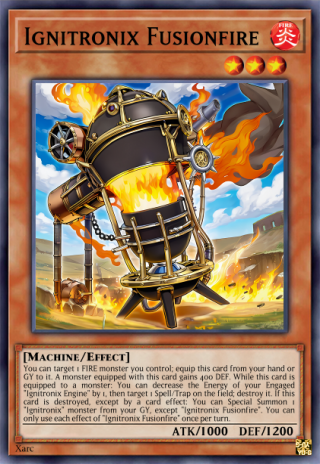 Ignitronix Fusionfire
FIRE
炎
[Machine/Effect]
You can target 1 FIRE monster you control; equip this card from your hand or
GY to it. A monster equipped with this card gains 400 DEF. While this card is
equipped to a monster: You can decrease the Energy of your Engaged
"Ignitronix Engine" by 1, then target 1 Spell/Trap on the field; destroy it. If this
card is destroyed, except by a card effect: You can Special Summon 1
"Ignitronix" monster from your GY, except "Ignitronix Fusionfire". You can
only use each effect of "Ignitronix Fusionfire" once per turn.
ATK/1000 DEF/1200
Xarc